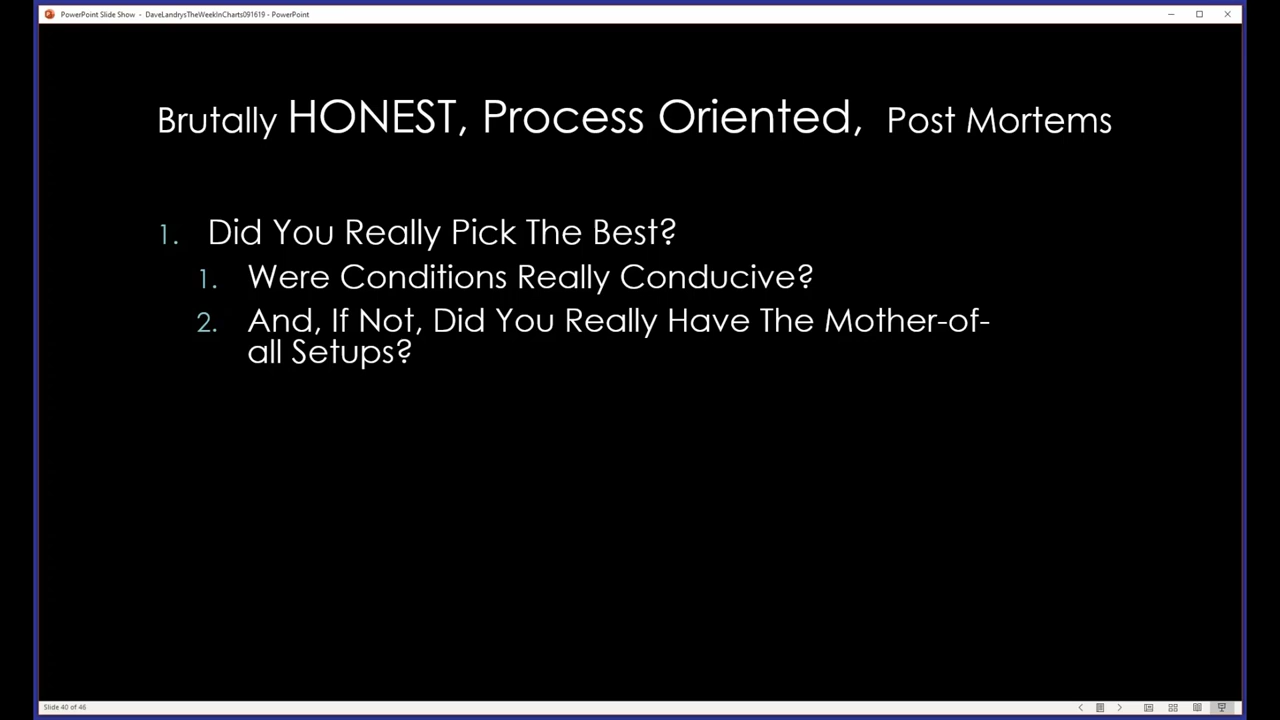 PowerPoint Slide Show - DaveLandrysTheWeekInCharts091619 - PowerPoint
Brutally HONEST, Process Oriented, Post Mortems
1. Did You Really Pick The Best?
1. Were Conditions Really Conducive?
2. And, If Not, Did You Really Have The Mother-of-
all Setups?
Slide 40 of 46